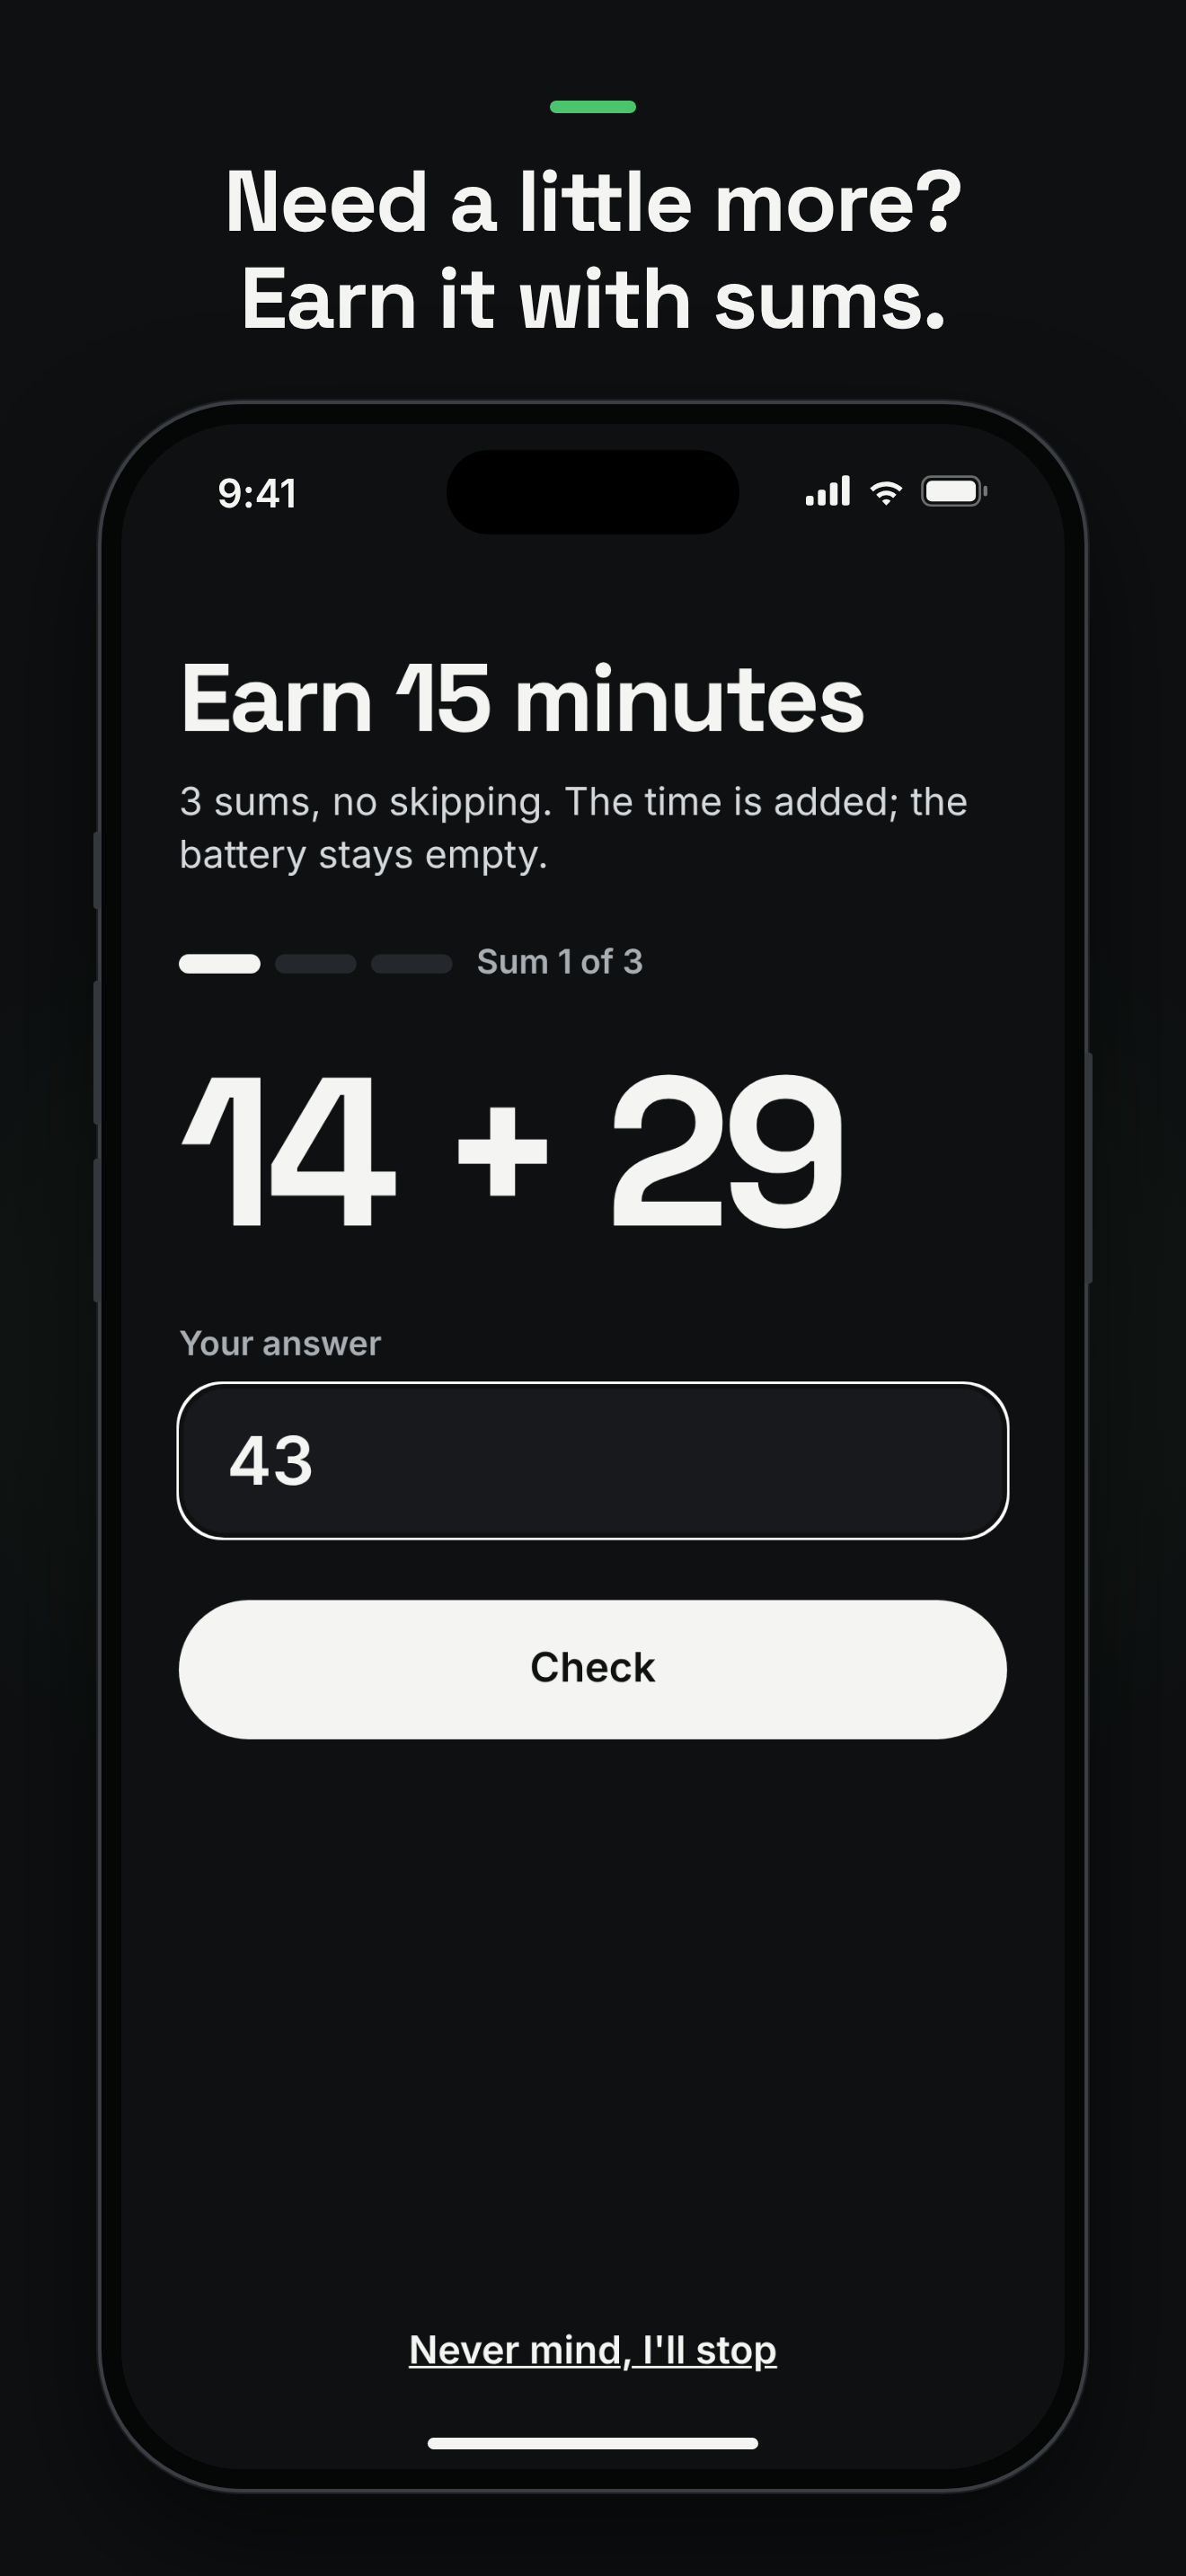 Need a little more?
Earn it with sums.
9:41
Earn 15 minutes
3 sums, no skipping. The time is added; the
battery stays empty.
Sum 1 of 3
14 + 29
Your answer
43
Check
Never mind, I'll stop